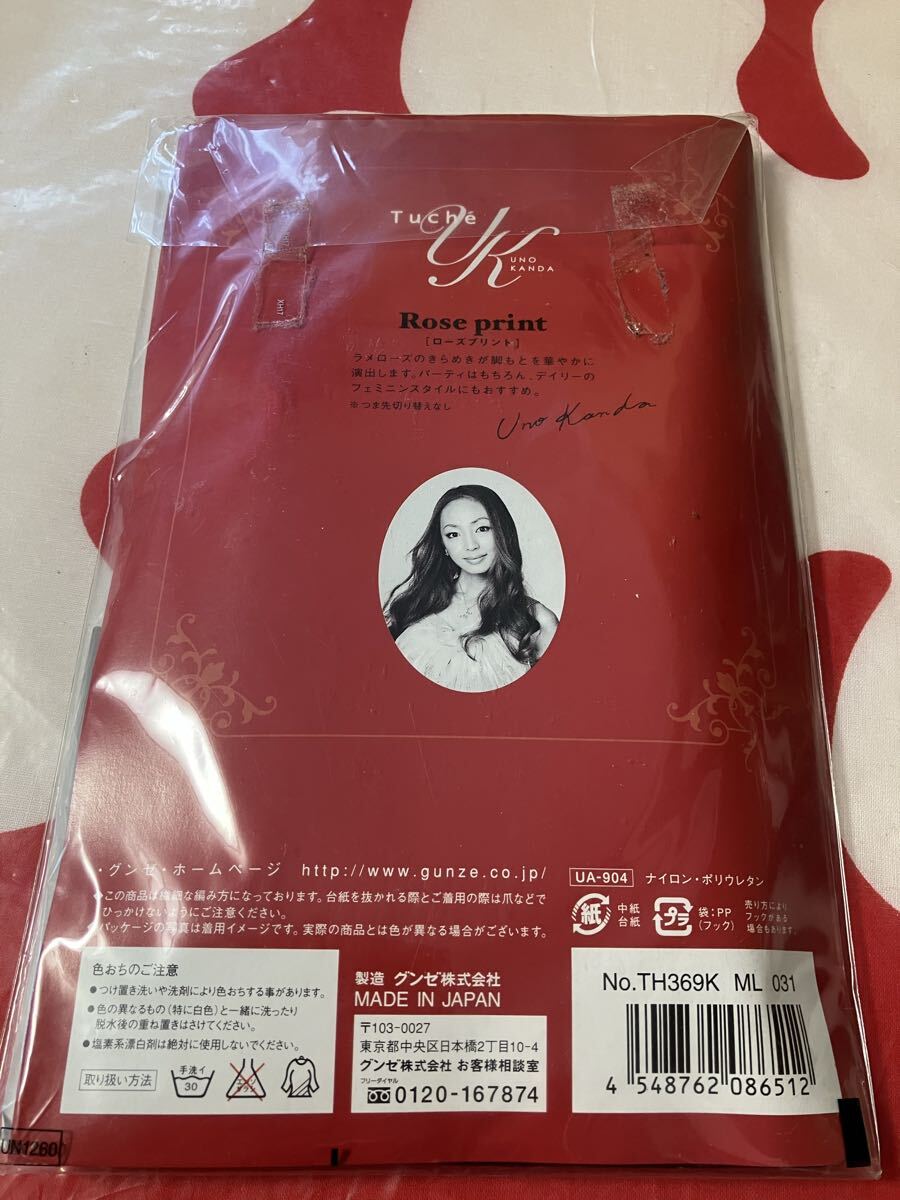 Tuché
UK
UNO
KANDA
Rose print
[ローズプリント]
ラメローズのきらめきが脚もとを華やかに
演出します。パーティはもちろん、デイリーの
フェミニンスタイルにもおすすめ。
※つま先切り替えなし
Uno Kanda
・グンゼ・ホームページ http://www.gunze.co.jp/
◆この商品は繊細な編み方になっております。台紙を抜かれる際とご着用の際は爪などで
ひっかけないようにご注意ください。
◆パッケージの写真は着用イメージです。実際の商品とは色が異なる場合がございます。
UA-904 ナイロン・ポリウレタン
紙 中紙
台紙
プラ 袋:PP
(フック)
売り方により
フックがある
場合もあります。
色おちのご注意
●つけ置き洗いや洗剤により色おちする事があります。
●色の異なるもの(特に白色)と一緒に洗ったり
脱水後の重ね置きはさけてください。
●塩素系漂白剤は絶対に使用しないでください。
取り扱い方法 手洗イ
30
製造 グンゼ株式会社
MADE IN JAPAN
〒103-0027
東京都中央区日本橋2丁目10-4
グンゼ株式会社 お客様相談室
フリーダイヤル
0120-167874
No.TH369K ML 031
4 548762 086512
UN1260